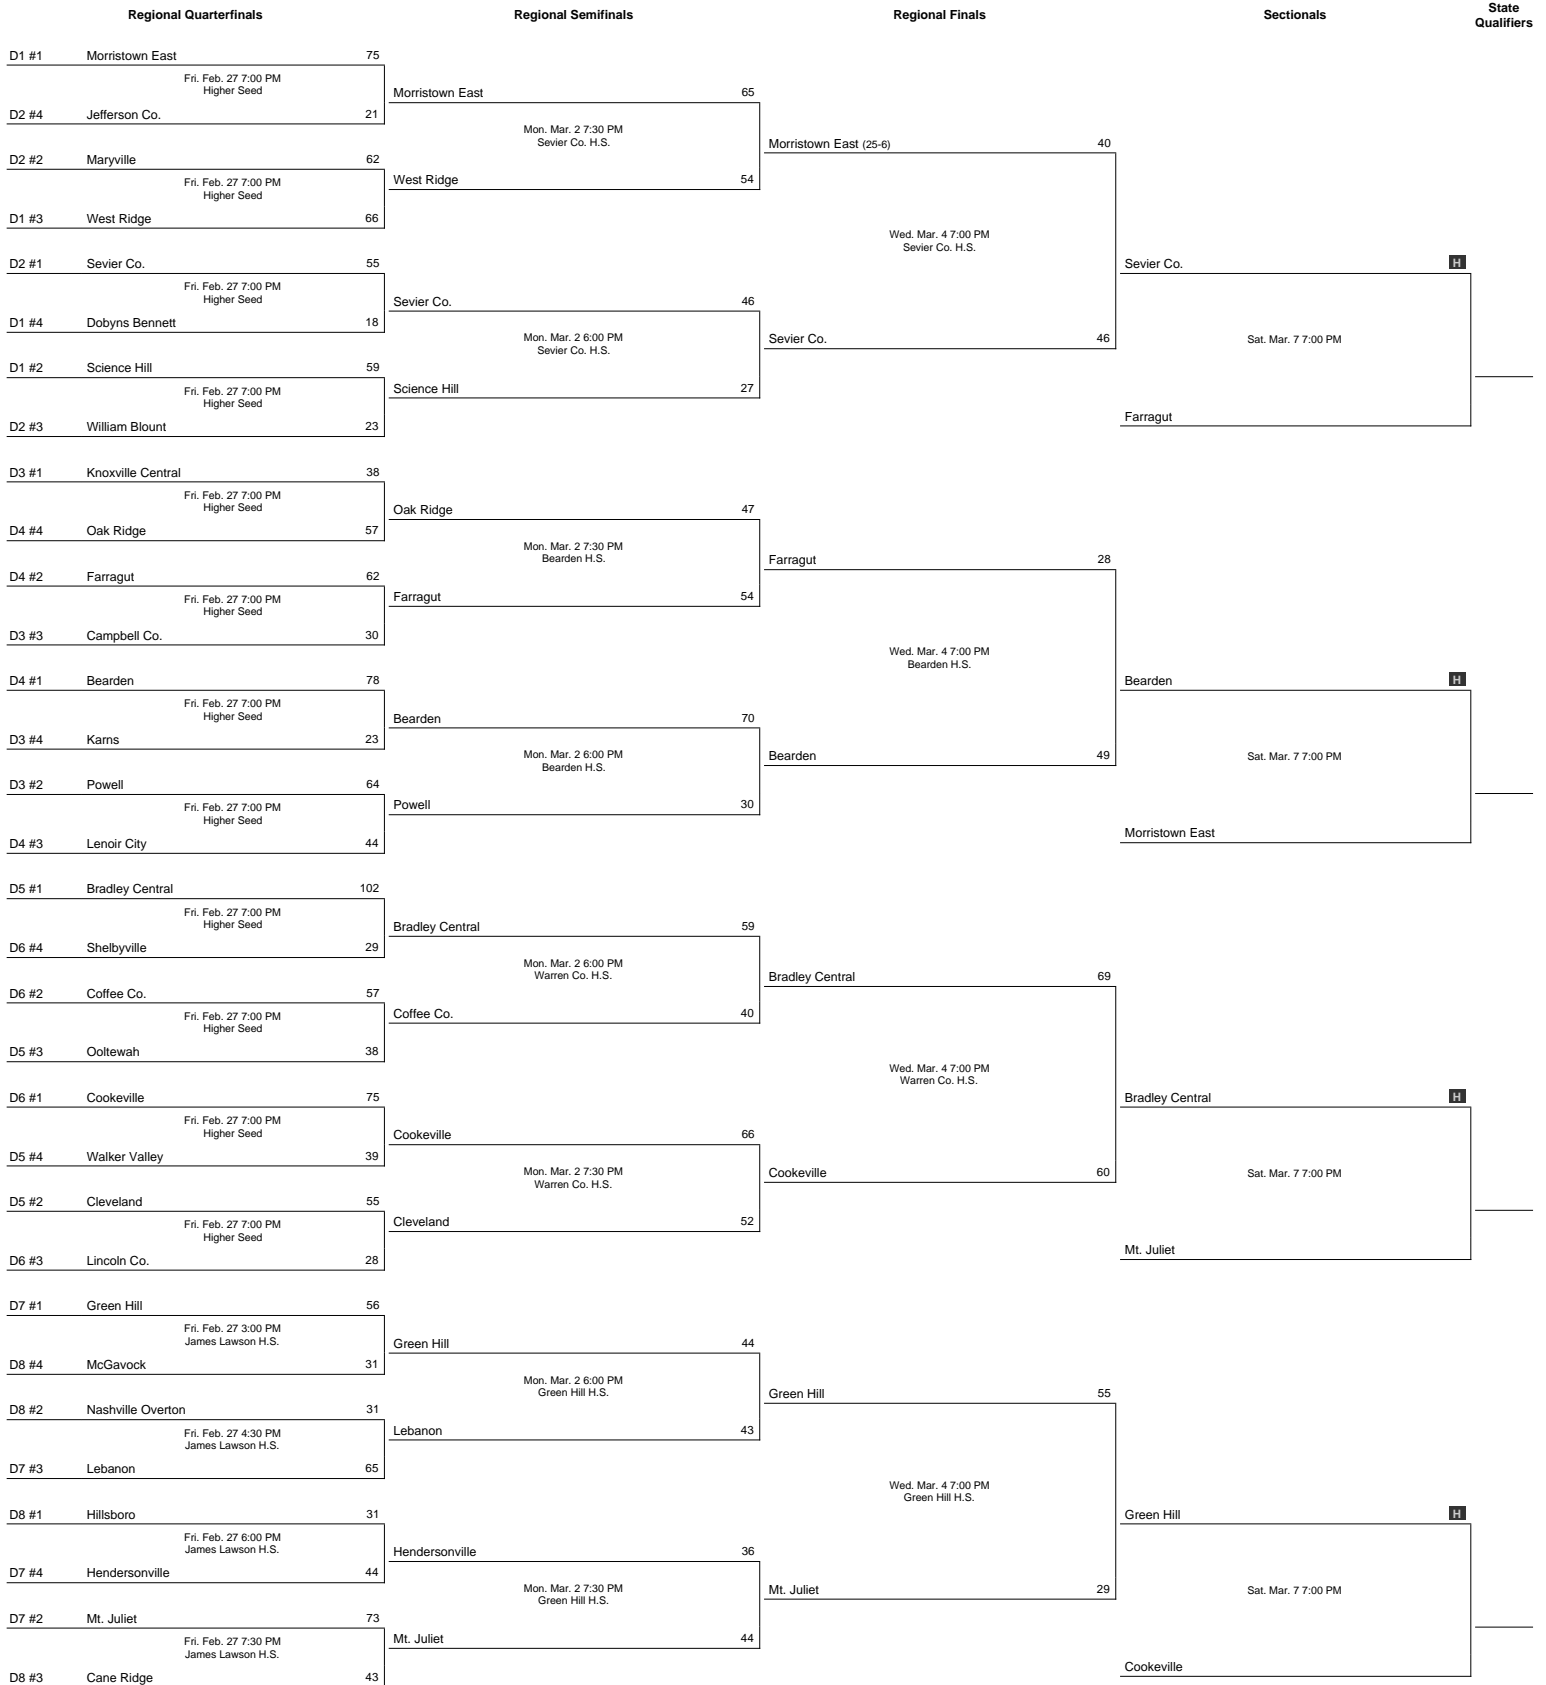 Regional Quarterfinals
Regional Semifinals
Regional Finals
Sectionals
State
Qualifiers
D1 #1 Morristown East 75
Fri. Feb. 27 7:00 PM
Higher Seed
D2 #4 Jefferson Co. 21
D2 #2 Maryville 62
Fri. Feb. 27 7:00 PM
Higher Seed
D1 #3 West Ridge 66
D2 #1 Sevier Co. 55
Fri. Feb. 27 7:00 PM
Higher Seed
D1 #4 Dobyns Bennett 18
D1 #2 Science Hill 59
Fri. Feb. 27 7:00 PM
Higher Seed
D2 #3 William Blount 23
D3 #1 Knoxville Central 38
Fri. Feb. 27 7:00 PM
Higher Seed
D4 #4 Oak Ridge 57
D4 #2 Farragut 62
Fri. Feb. 27 7:00 PM
Higher Seed
D3 #3 Campbell Co. 30
D4 #1 Bearden 78
Fri. Feb. 27 7:00 PM
Higher Seed
D3 #4 Karns 23
D3 #2 Powell 64
Fri. Feb. 27 7:00 PM
Higher Seed
D4 #3 Lenoir City 44
D5 #1 Bradley Central 102
Fri. Feb. 27 7:00 PM
Higher Seed
D6 #4 Shelbyville 29
D6 #2 Coffee Co. 57
Fri. Feb. 27 7:00 PM
Higher Seed
D5 #3 Ooltewah 38
D6 #1 Cookeville 75
Fri. Feb. 27 7:00 PM
Higher Seed
D5 #4 Walker Valley 39
D5 #2 Cleveland 55
Fri. Feb. 27 7:00 PM
Higher Seed
D6 #3 Lincoln Co. 28
D7 #1 Green Hill 56
Fri. Feb. 27 3:00 PM
James Lawson H.S.
D8 #4 McGavock 31
D8 #2 Nashville Overton 31
Fri. Feb. 27 4:30 PM
James Lawson H.S.
D7 #3 Lebanon 65
D8 #1 Hillsboro 31
Fri. Feb. 27 6:00 PM
James Lawson H.S.
D7 #4 Hendersonville 44
D7 #2 Mt. Juliet 73
Fri. Feb. 27 7:30 PM
James Lawson H.S.
D8 #3 Cane Ridge 43
Morristown East 65
Mon. Mar. 2 7:30 PM
Sevier Co. H.S.
West Ridge 54
Sevier Co. 46
Mon. Mar. 2 6:00 PM
Sevier Co. H.S.
Science Hill 27
Oak Ridge 47
Mon. Mar. 2 7:30 PM
Bearden H.S.
Farragut 54
Bearden 70
Mon. Mar. 2 6:00 PM
Bearden H.S.
Powell 30
Bradley Central 59
Mon. Mar. 2 6:00 PM
Warren Co. H.S.
Coffee Co. 40
Cookeville 66
Mon. Mar. 2 7:30 PM
Warren Co. H.S.
Cleveland 52
Green Hill 44
Mon. Mar. 2 6:00 PM
Green Hill H.S.
Lebanon 43
Hendersonville 36
Mon. Mar. 2 7:30 PM
Green Hill H.S.
Mt. Juliet 44
Morristown East (25-6) 40
Wed. Mar. 4 7:00 PM
Sevier Co. H.S.
Sevier Co. 46
Farragut 28
Wed. Mar. 4 7:00 PM
Bearden H.S.
Bearden 49
Bradley Central 69
Wed. Mar. 4 7:00 PM
Warren Co. H.S.
Cookeville 60
Green Hill 55
Wed. Mar. 4 7:00 PM
Green Hill H.S.
Mt. Juliet 29
Sevier Co. H
Sat. Mar. 7 7:00 PM
Farragut
Bearden H
Sat. Mar. 7 7:00 PM
Morristown East
Bradley Central H
Sat. Mar. 7 7:00 PM
Mt. Juliet
Green Hill H
Sat. Mar. 7 7:00 PM
Cookeville